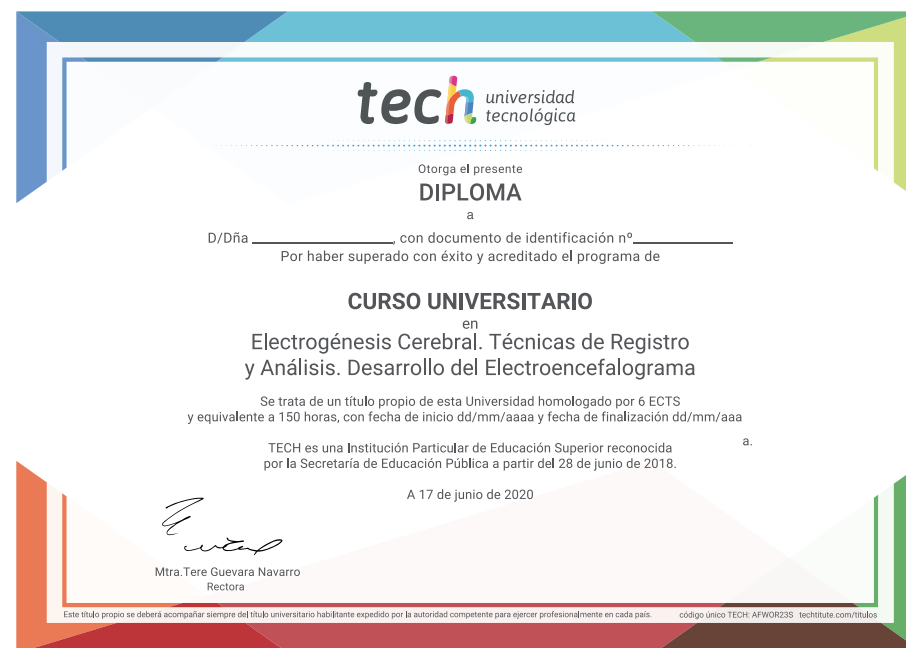 tech universidad
tecnológica
Otorga el presente
DIPLOMA
a
D/Dña ________________, con documento de identificación nº____________
Por haber superado con éxito y acreditado el programa de
CURSO UNIVERSITARIO
en
Electrogénesis Cerebral. Técnicas de Registro
y Análisis. Desarrollo del Electroencefalograma
Se trata de un título propio de esta Universidad homologado por 6 ECTS
y equivalente a 150 horas, con fecha de inicio dd/mm/aaaa y fecha de finalización dd/mm/aaa
a.
TECH es una Institución Particular de Educación Superior reconocida
por la Secretaría de Educación Pública a partir del 28 de junio de 2018.
A 17 de junio de 2020
Mtra.Tere Guevara Navarro
Rectora
Este título propio se deberá acompañar siempre del título universitario habilitante expedido por la autoridad competente para ejercer profesionalmente en cada país. código único TECH: AFWOR23S techtitute.com/titulos